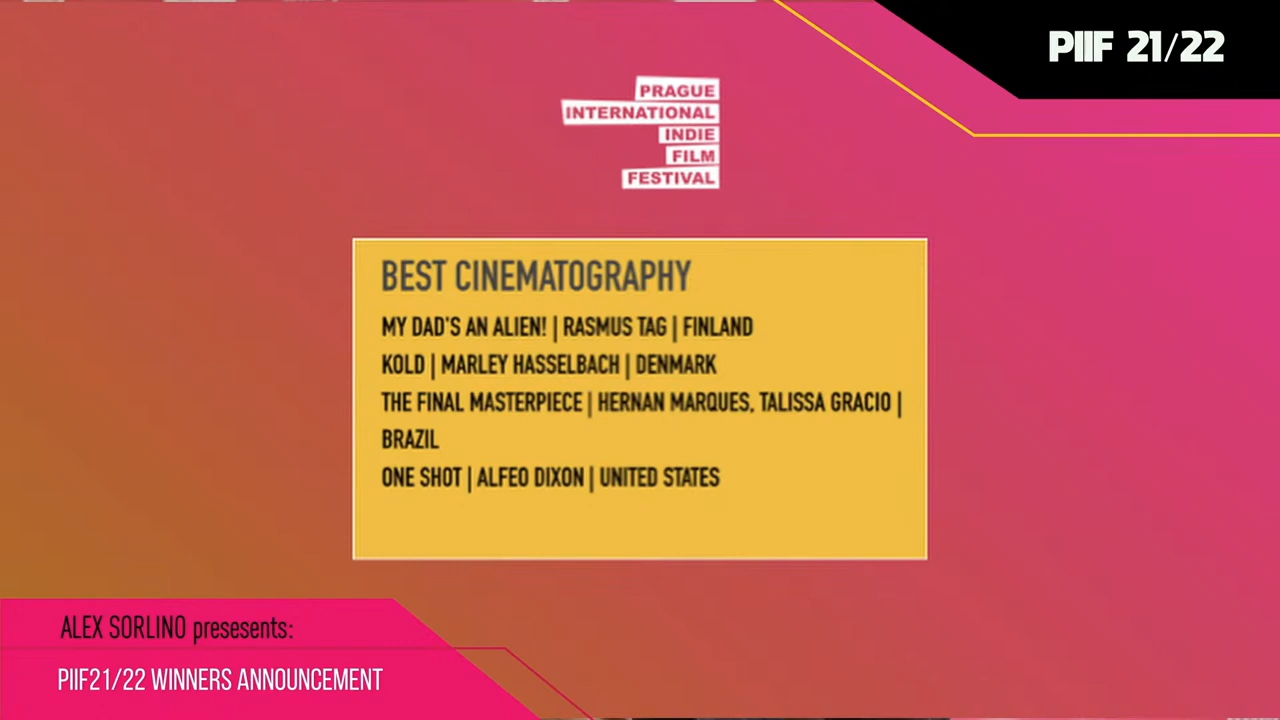 PIIF 21/22
PRAGUE
INTERNATIONAL
INDIE
FILM
FESTIVAL
BEST CINEMATOGRAPHY
MY DAD'S AN ALIEN! | RASMUS TAG | FINLAND
KOLD | MARLEY HASSELBACH | DENMARK
THE FINAL MASTERPIECE | HERNAN MARQUES, TALISSA GRACIO |
BRAZIL
ONE SHOT | ALFEO DIXON | UNITED STATES
ALEX SORLINO presesents:
PIIF21/22 WINNERS ANNOUNCEMENT